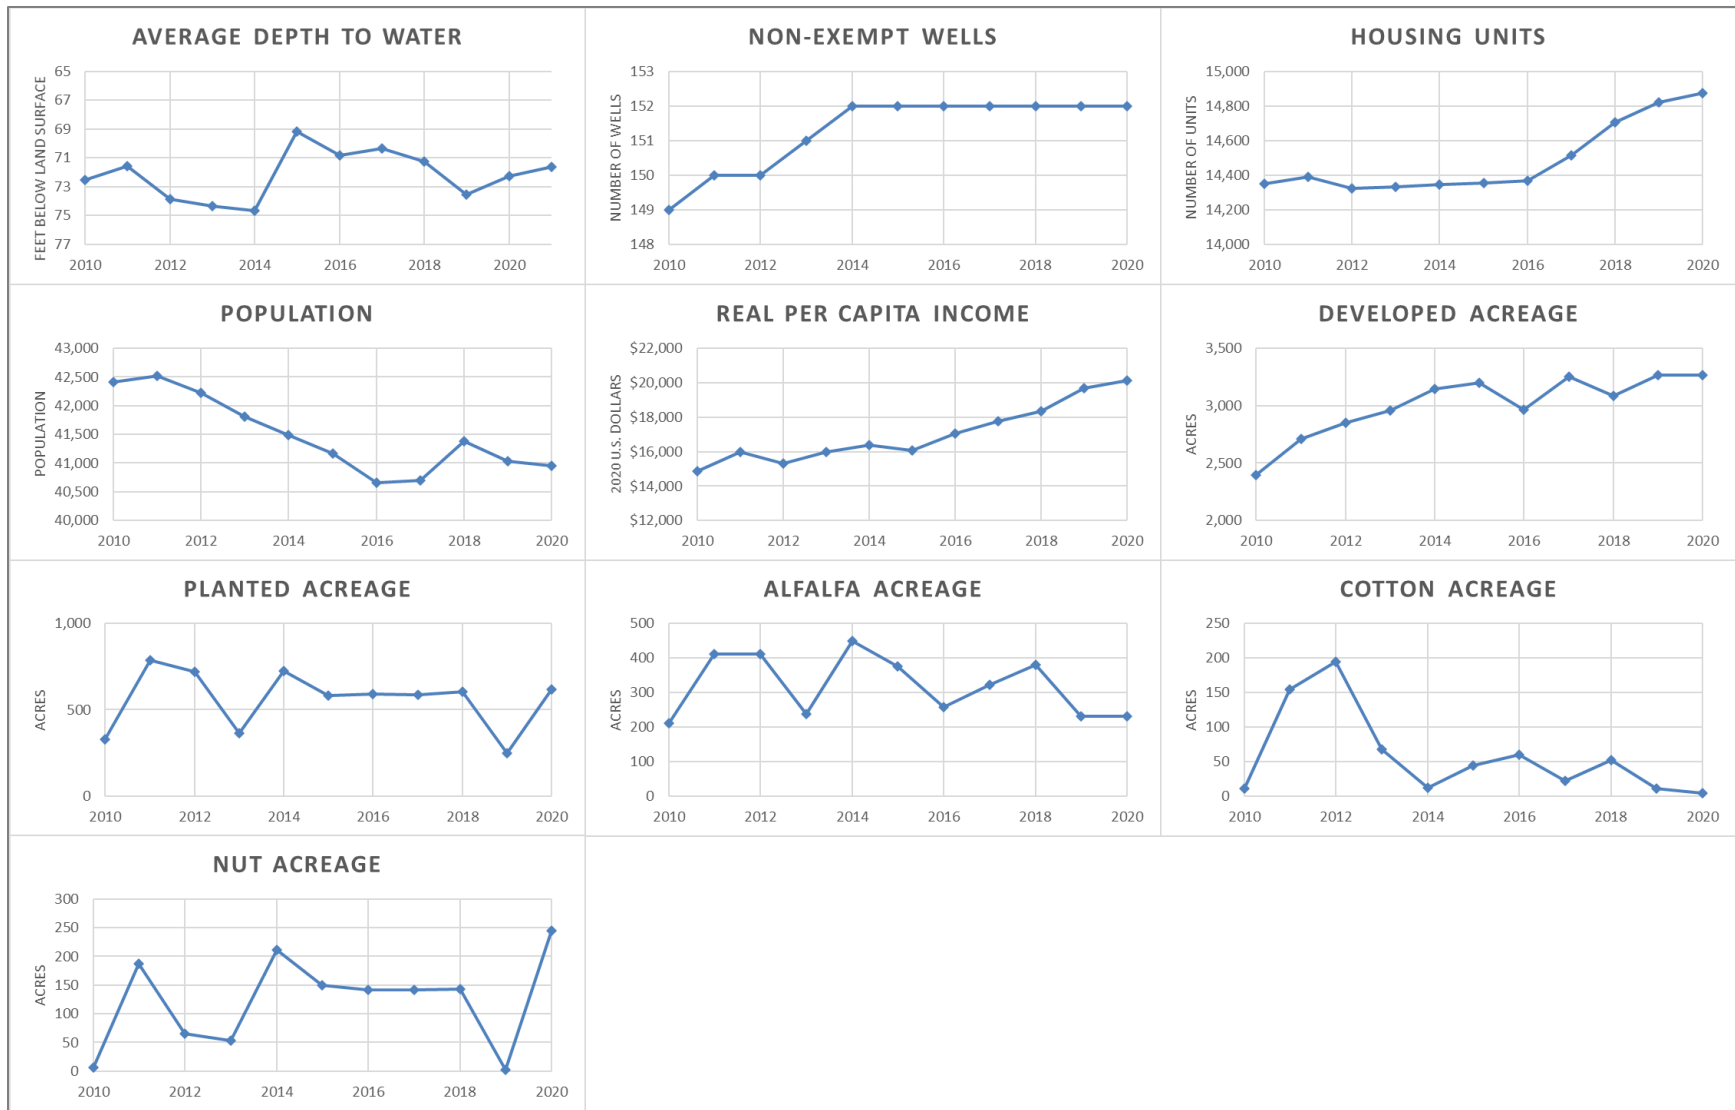 AVERAGE DEPTH TO WATER
FEET BELOW LAND SURFACE
65
67
69
71
73
75
77
2010 2012 2014 2016 2018 2020
NON-EXEMPT WELLS
NUMBER OF WELLS
153
152
151
150
149
148
2010 2012 2014 2016 2018 2020
HOUSING UNITS
NUMBER OF UNITS
15,000
14,800
14,600
14,400
14,200
14,000
2010 2012 2014 2016 2018 2020
POPULATION
POPULATION
43,000
42,500
42,000
41,500
41,000
40,500
40,000
2010 2012 2014 2016 2018 2020
REAL PER CAPITA INCOME
2020 U.S. DOLLARS
$22,000
$20,000
$18,000
$16,000
$14,000
$12,000
2010 2012 2014 2016 2018 2020
DEVELOPED ACREAGE
ACRES
3,500
3,000
2,500
2,000
2010 2012 2014 2016 2018 2020
PLANTED ACREAGE
ACRES
1,000
500
0
2010 2012 2014 2016 2018 2020
ALFALFA ACREAGE
ACRES
500
400
300
200
100
0
2010 2012 2014 2016 2018 2020
COTTON ACREAGE
ACRES
250
200
150
100
50
0
2010 2012 2014 2016 2018 2020
NUT ACREAGE
ACRES
300
250
200
150
100
50
0
2010 2012 2014 2016 2018 2020